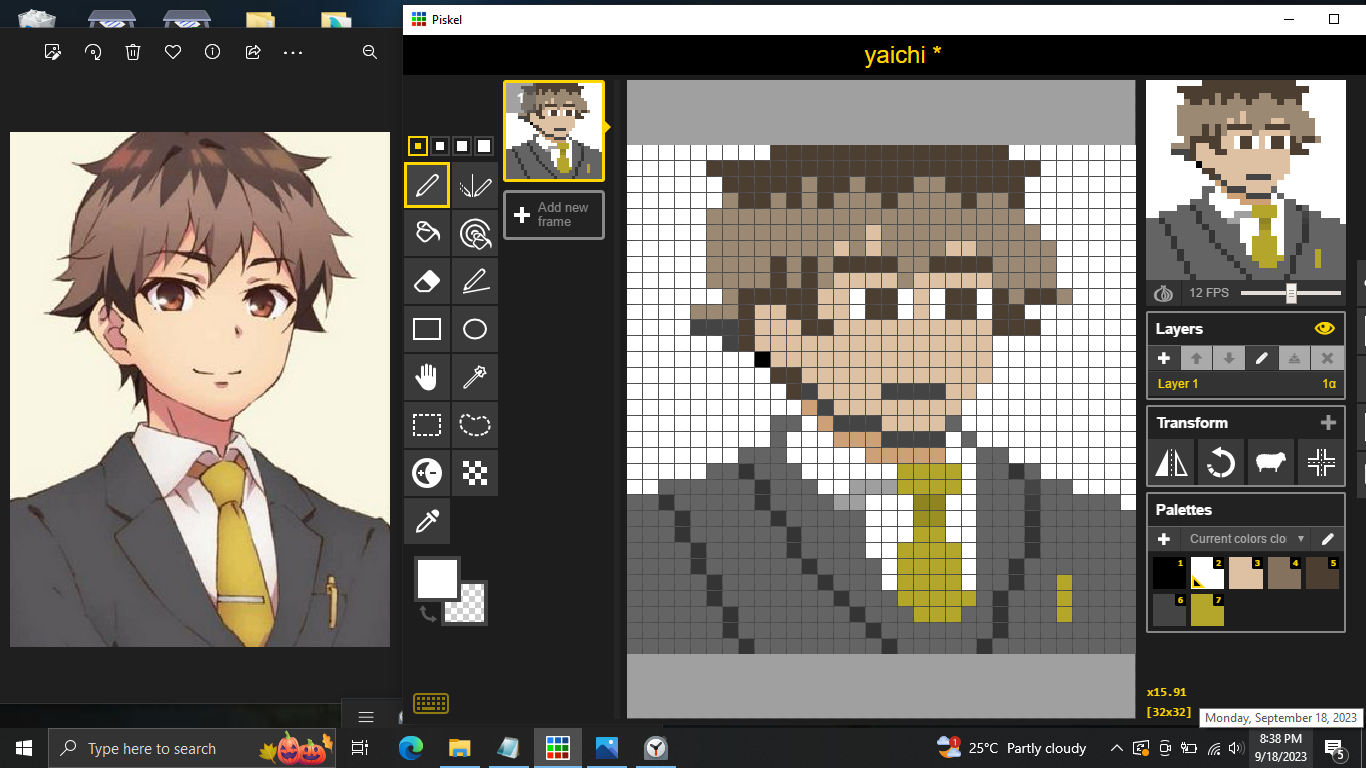 Piskel
yaichi *
1
Add new
frame
12 FPS
Layers
Layer 1
1α
Transform
Palettes
Current colors clo
1
2
3
4
5
6
7
x15.91
[32x32]
Monday, September 18, 2023
Type here to search
1
25°C Partly cloudy
8:38 PM
9/18/2023
5